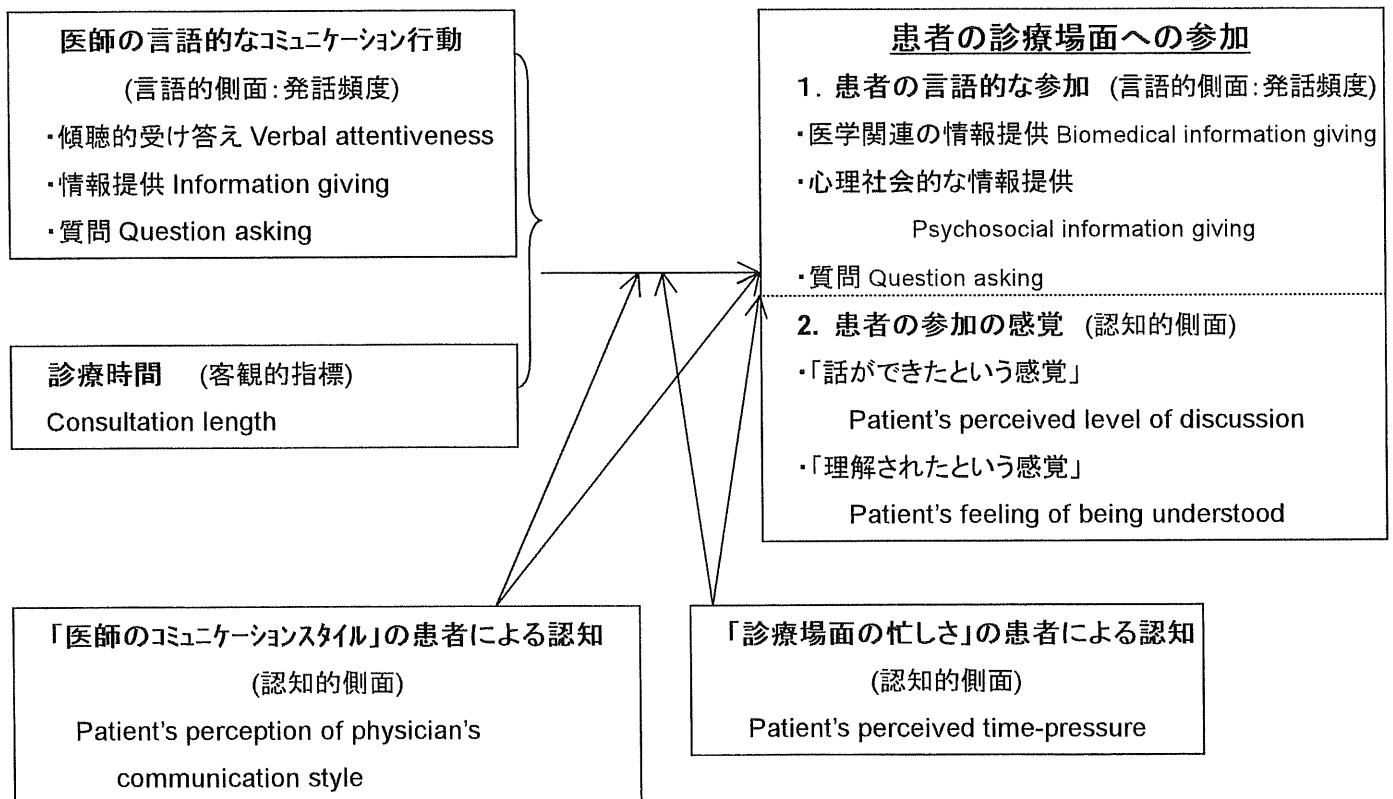 医師の言語的なｺﾐｭﾆｹｰｼｮﾝ行動
(言語的側面:発話頻度)
・傾聴的受け答え Verbal attentiveness
・情報提供 Information giving
・質問 Question asking
診療時間 (客観的指標)
Consultation length
患者の診療場面への参加
1. 患者の言語的な参加 (言語的側面:発話頻度)
・医学関連の情報提供 Biomedical information giving
・心理社会的な情報提供
Psychosocial information giving
・質問 Question asking
2. 患者の参加の感覚 (認知的側面)
・「話ができたという感覚」
Patient's perceived level of discussion
・「理解されたという感覚」
Patient's feeling of being understood
「医師のｺﾐｭﾆｹｰｼｮﾝｽﾀｲﾙ」の患者による認知
(認知的側面)
Patient's perception of physician's
communication style
「診療場面の忙しさ」の患者による認知
(認知的側面)
Patient's perceived time-pressure